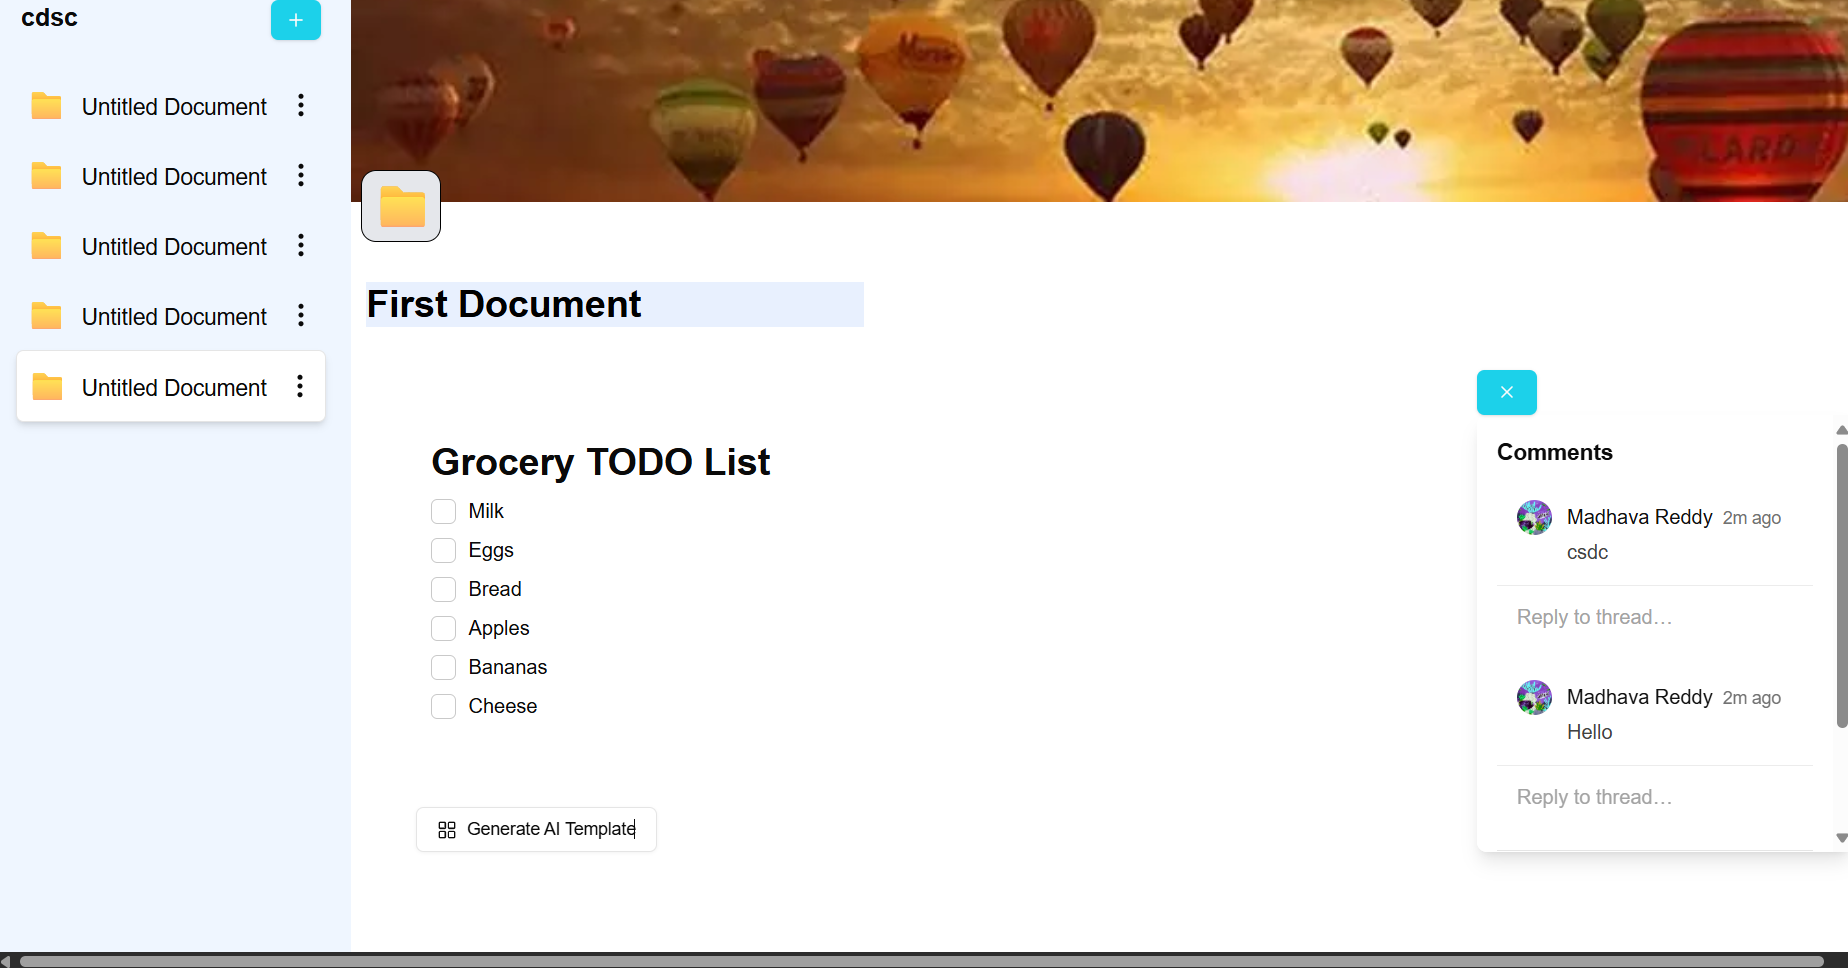 cdsc
Untitled Document
Untitled Document
Untitled Document
Untitled Document
Untitled Document
First Document
Grocery TODO List
Milk
Eggs
Bread
Apples
Bananas
Cheese
Generate AI Template
Comments
Madhava Reddy 2m ago
csdc
Reply to thread…
Madhava Reddy 2m ago
Hello
Reply to thread…